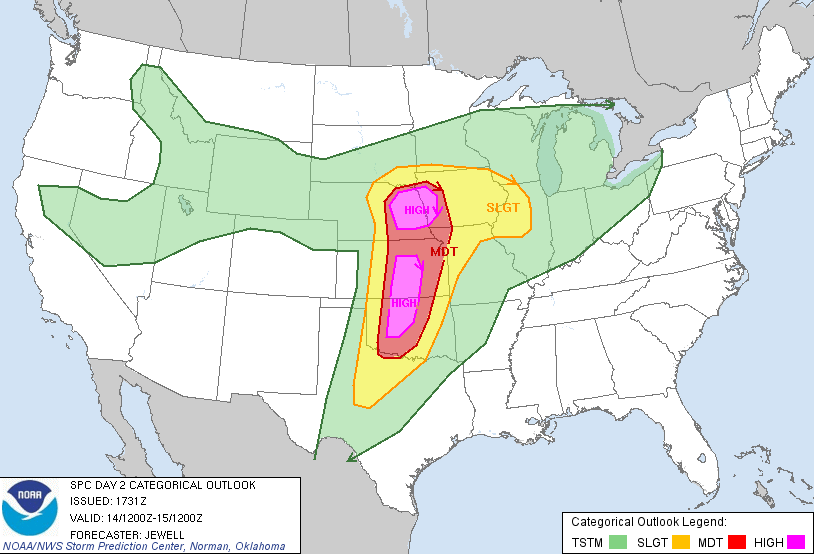 SLGT
HIGH
MDT
HIGH
NOAA
SPC DAY 2 CATEGORICAL OUTLOOK
ISSUED: 1731Z
VALID: 14/1200Z-15/1200Z
FORECASTER: JEWELL
NOAA/NWS Storm Prediction Center, Norman, Oklahoma
Categorical Outlook Legend:
TSTM SLGT MDT HIGH